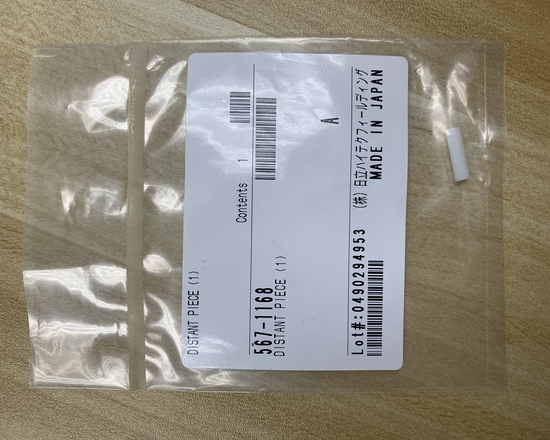 DISTANT PIECE (1)
Contents 1
567-1168
DISTANT PIECE (1)
A
Lot#:0490294953
(株)日立ハイテクフィールディング
MADE IN JAPAN